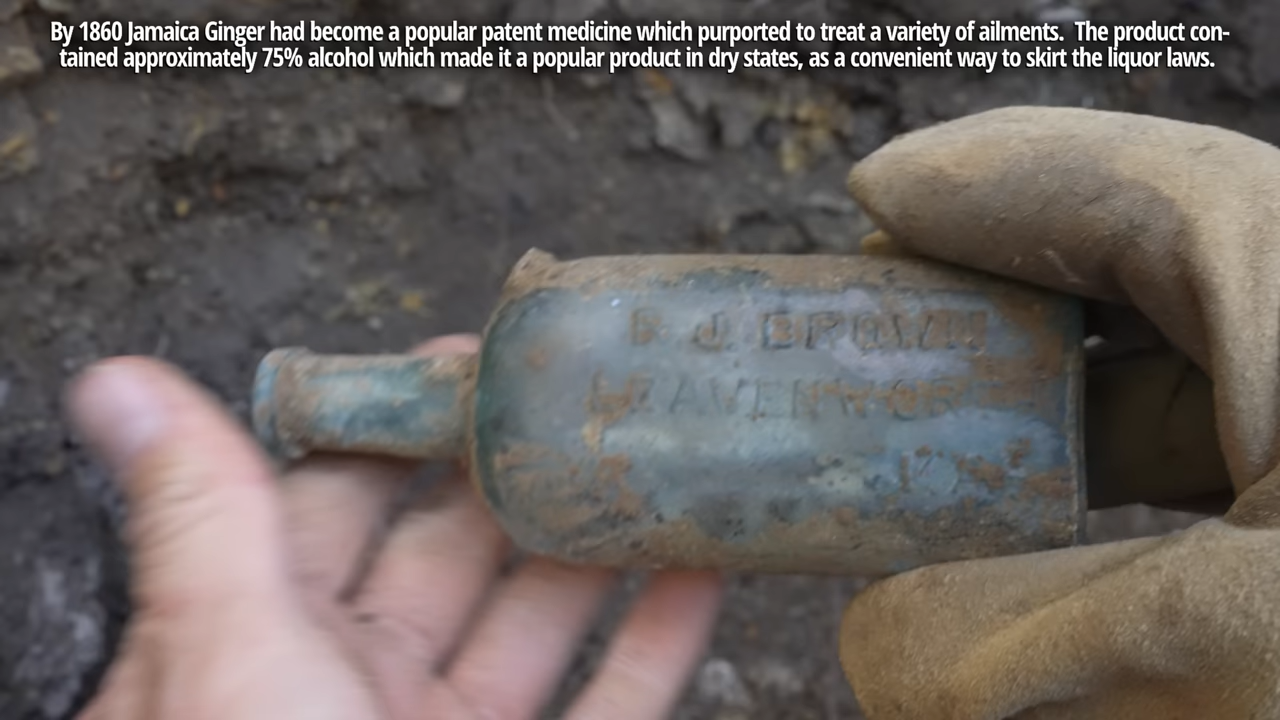 By 1860 Jamaica Ginger had become a popular patent medicine which purported to treat a variety of ailments. The product con-
tained approximately 75% alcohol which made it a popular product in dry states, as a convenient way to skirt the liquor laws.
J. BROWN
LEAVENWOR